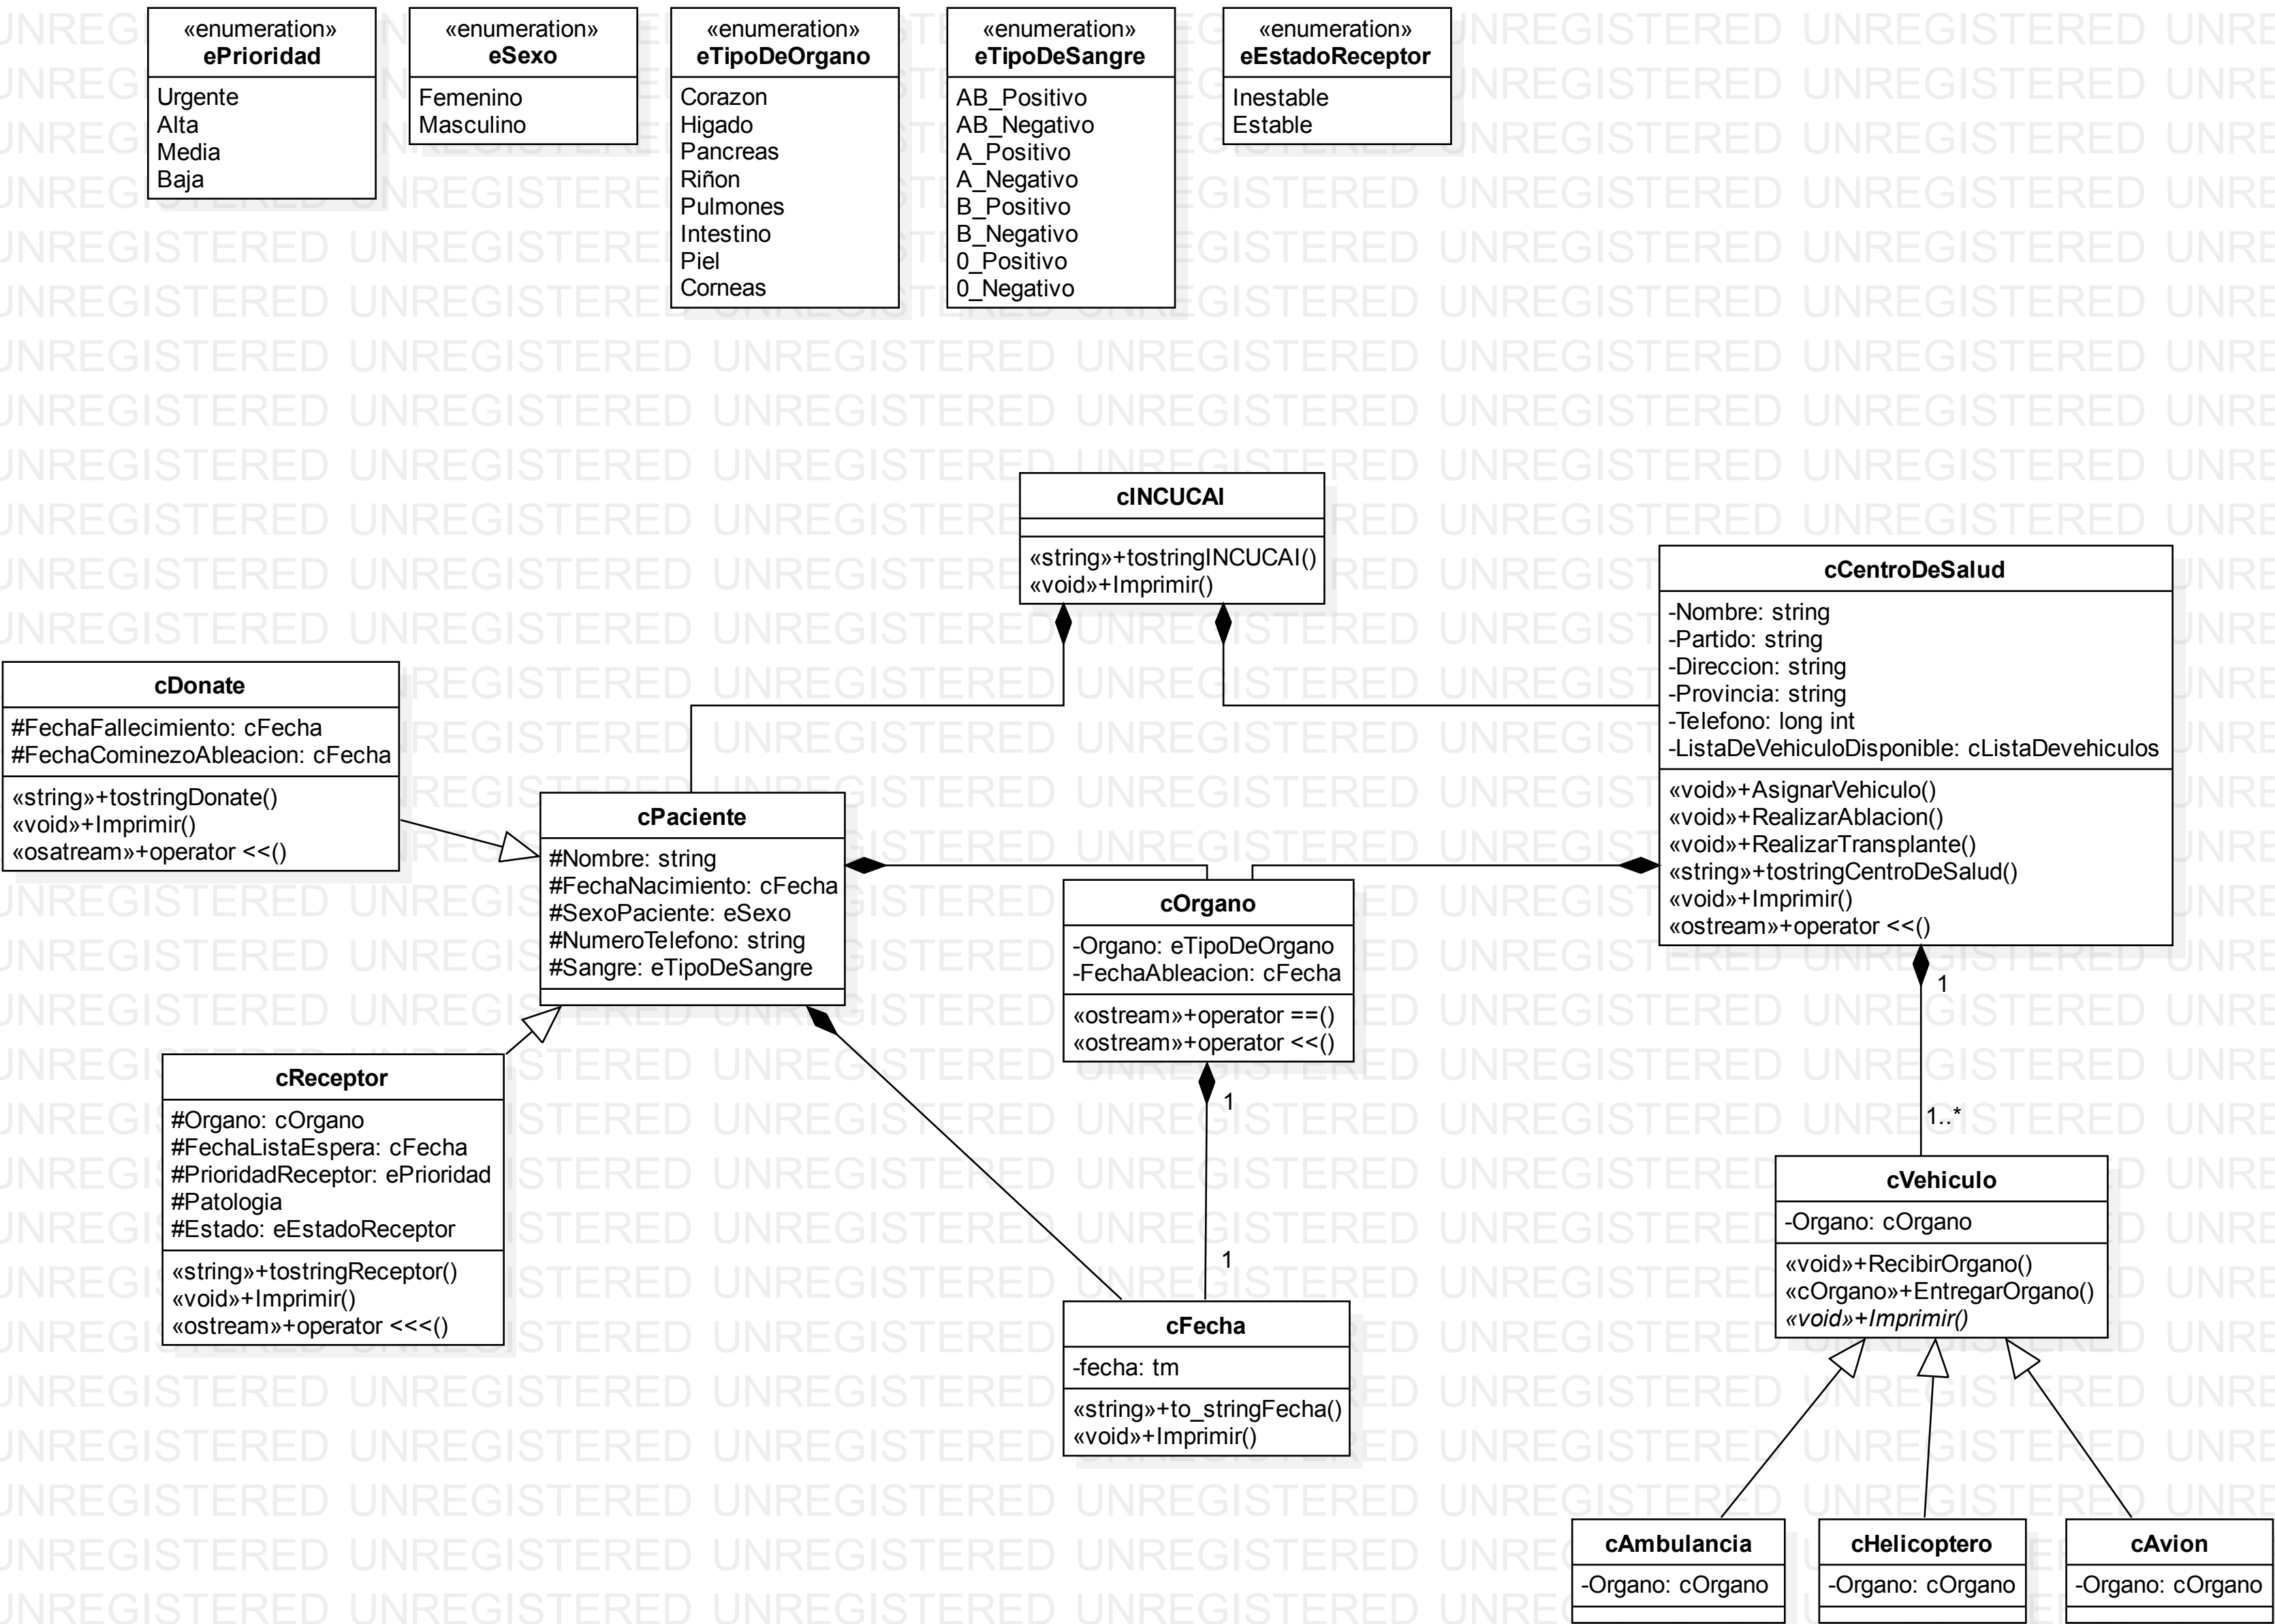 «enumeration»
ePrioridad
Urgente
Alta
Media
Baja
«enumeration»
eSexo
Femenino
Masculino
«enumeration»
eTipoDeOrgano
Corazon
Higado
Pancreas
Riñon
Pulmones
Intestino
Piel
Corneas
«enumeration»
eTipoDeSangre
AB_Positivo
AB_Negativo
A_Positivo
A_Negativo
B_Positivo
B_Negativo
0_Positivo
0_Negativo
«enumeration»
eEstadoReceptor
Inestable
Estable
cINCUCAI
«string»+tostringINCUCAI()
«void»+Imprimir()
cCentroDeSalud
-Nombre: string
-Partido: string
-Direccion: string
-Provincia: string
-Telefono: long int
-ListaDeVehiculoDisponible: cListaDevehiculos
«void»+AsignarVehiculo()
«void»+RealizarAblacion()
«void»+RealizarTransplante()
«string»+tostringCentroDeSalud()
«void»+Imprimir()
«ostream»+operator <<()
cDonate
#FechaFallecimiento: cFecha
#FechaCominezoAbleacion: cFecha
«string»+tostringDonate()
«void»+Imprimir()
«osatream»+operator <<()
cPaciente
#Nombre: string
#FechaNacimiento: cFecha
#SexoPaciente: eSexo
#NumeroTelefono: string
#Sangre: eTipoDeSangre
cOrgano
-Organo: eTipoDeOrgano
-FechaAbleacion: cFecha
«ostream»+operator ==()
«ostream»+operator <<()
1
1
1
1..*
cReceptor
#Organo: cOrgano
#FechaListaEspera: cFecha
#PrioridadReceptor: ePrioridad
#Patologia
#Estado: eEstadoReceptor
«string»+tostringReceptor()
«void»+Imprimir()
«ostream»+operator <<<()
cFecha
-fecha: tm
«string»+to_stringFecha()
«void»+Imprimir()
cVehiculo
-Organo: cOrgano
«void»+RecibirOrgano()
«cOrgano»+EntregarOrgano()
«void»+Imprimir()
cAmbulancia
-Organo: cOrgano
cHelicoptero
-Organo: cOrgano
cAvion
-Organo: cOrgano
UNREGISTERED